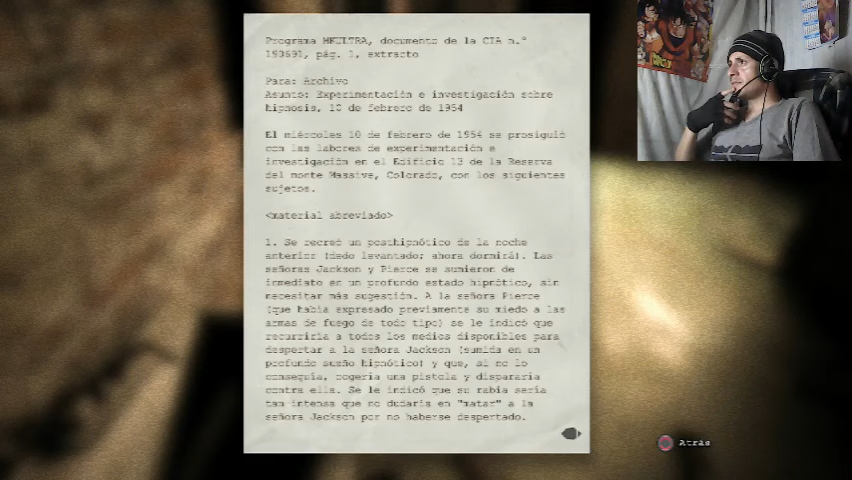 Programa MKULTRA, documento de la CIA n.º
190691, pág. 1, extracto
Para: Archivo
Asunto: Experimentación e investigación sobre
hipnosis, 10 de febrero de 1954
El miércoles 10 de febrero de 1954 se prosiguió
con las labores de experimentación e
investigación en el Edificio 13 de la Reserva
del monte Massive, Colorado, con los siguientes
sujetos.
<material abreviado>
1. Se recreó un posthipnótico de la noche
anterior (dedo levantado; ahora dormirá). Las
señoras Jackson y Pierce se sumieron de
inmediato en un profundo estado hipnótico, sin
necesitar más sugestión. A la señora Pierce
(que había expresado previamente su miedo a las
armas de fuego de todo tipo) se le indicó que
recurriría a todos los medios disponibles para
despertar a la señora Jackson (sumida en un
profundo sueño hipnótico) y que, si no lo
conseguía, cogería una pistola y dispararía
contra ella. Se le indicó que su rabia sería
tan intensa que no dudaría en "matar" a la
señora Jackson por no haberse despertado.
Atrás